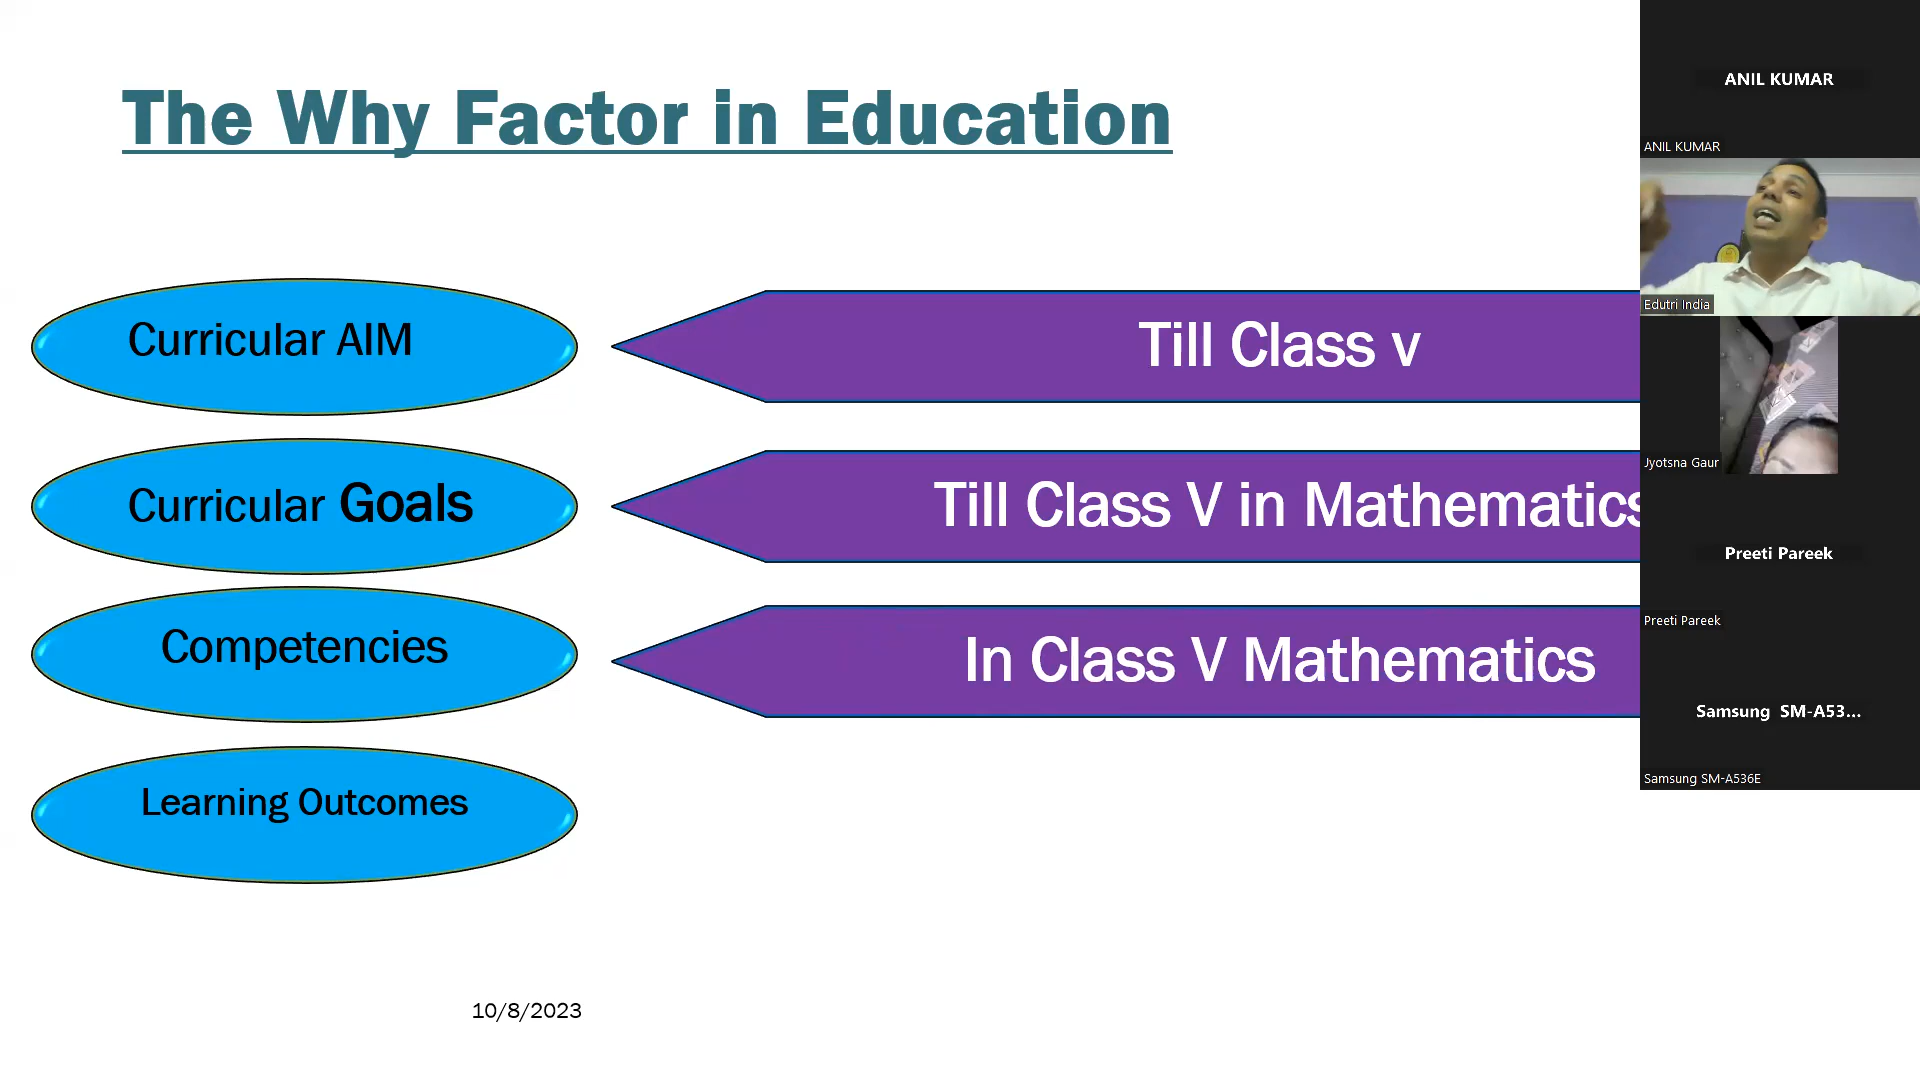 The Why Factor in Education
Curricular AIM
Till Class v
Curricular Goals
Till Class V in Mathematics
Competencies
In Class V Mathematics
Learning Outcomes
10/8/2023
ANIL KUMAR
ANIL KUMAR
Edutri India
Jyotsna Gaur
Preeti Pareek
Preeti Pareek
Samsung SM-A53...
Samsung SM-A536E